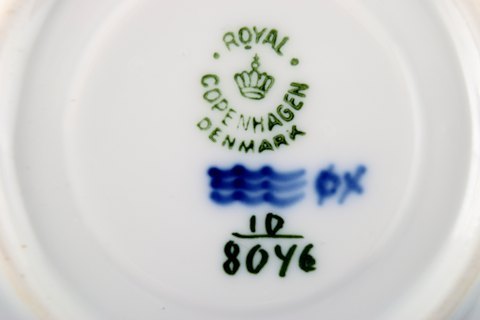 ROYAL
COPENHAGEN
DENMARK
ØX
10
8046